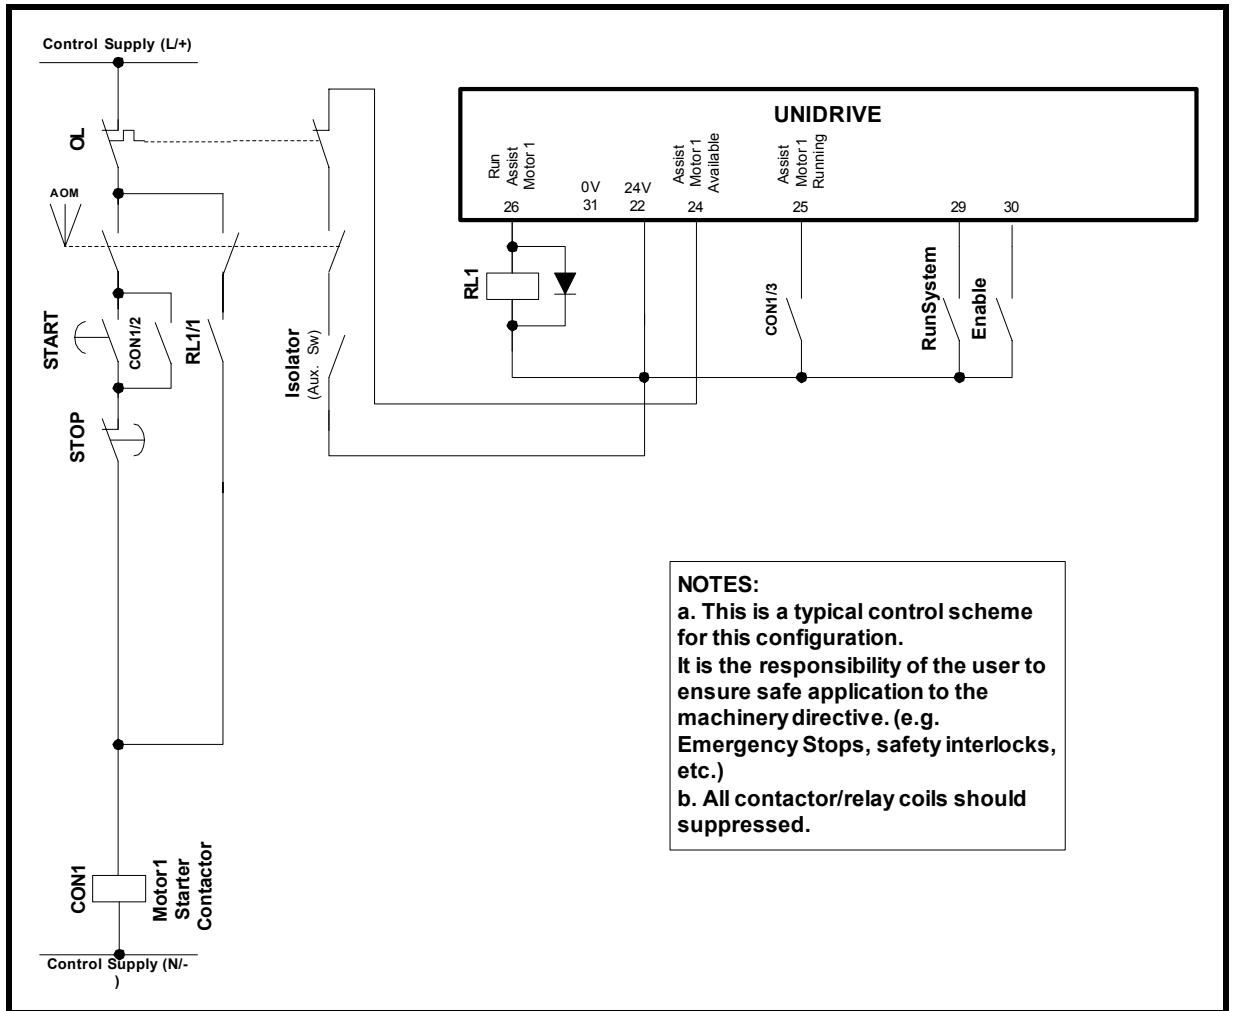 Control Supply (L/+)
OL
AOM
START
CON1/2
RL1/1
STOP
Isolator
(Aux. Sw)
CON1
Motor1
Starter
Contactor
Control Supply (N/-
)
UNIDRIVE
Run
Assist
Motor 1
0V
24V
Assist
Motor 1
Available
Assist
Motor 1
Running
26
31
22
24
25
29
30
RL1
CON1/3
RunSystem
Enable
NOTES:
a. This is a typical control scheme
for this configuration.
It is the responsibility of the user to
ensure safe application to the
machinery directive. (e.g.
Emergency Stops, safety interlocks,
etc.)
b. All contactor/relay coils should
suppressed.